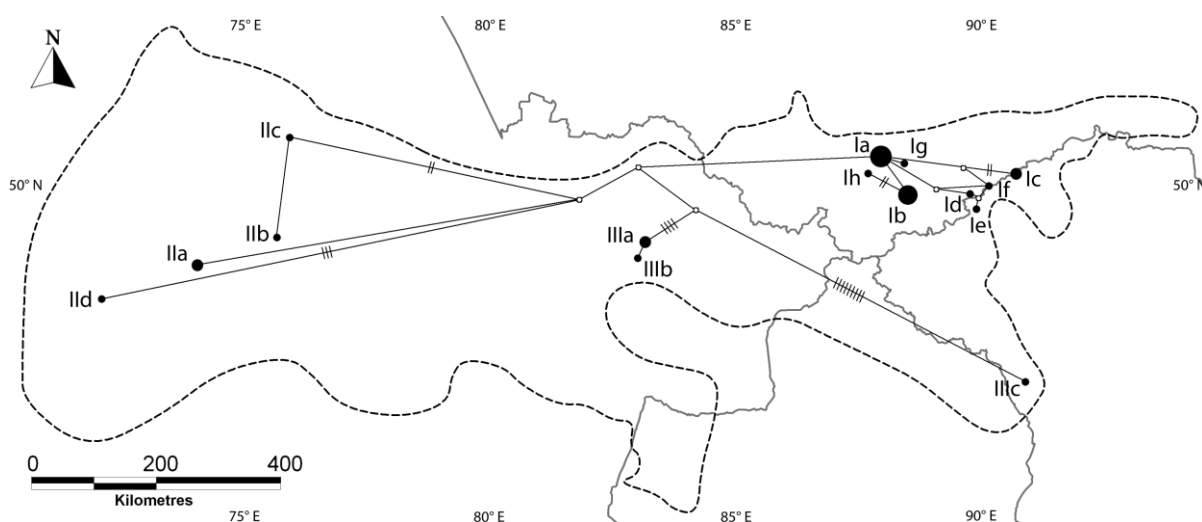 75° E
80° E
85° E
90° E
N
IIc
Ia
Ig
Ic
50° N
Ih
If
50° N
Ib
Id
Ie
IIb
IIIa
IIa
IIIb
IId
IIIc
0
200
400
Kilometres
75° E
80° E
85° E
90° E